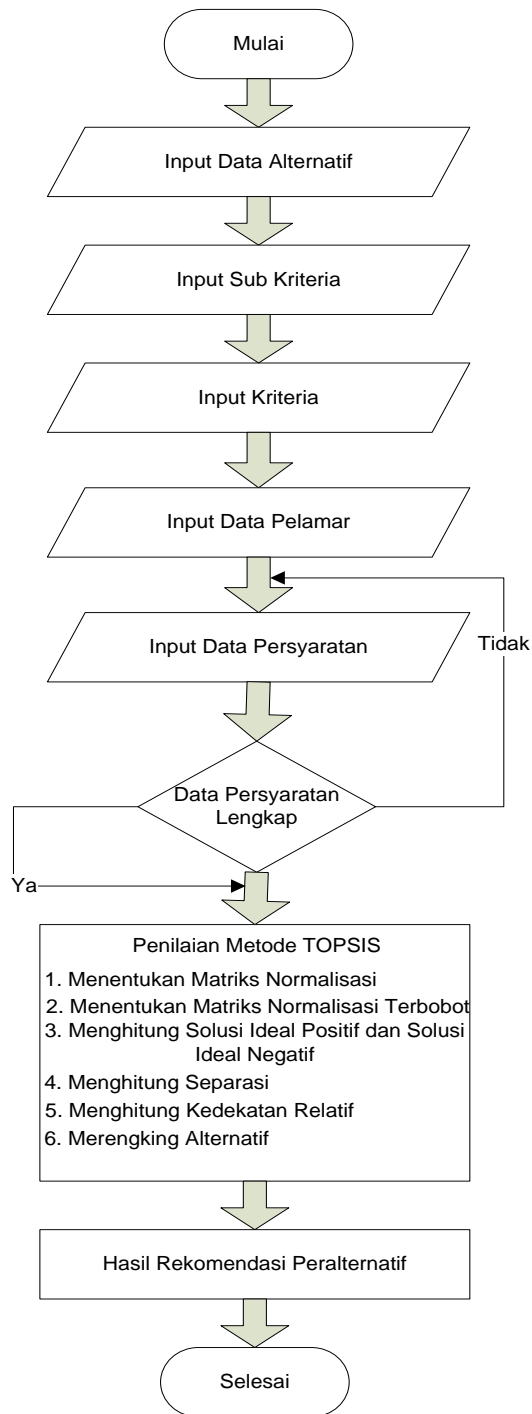 Mulai
Input Data Alternatif
Input Sub Kriteria
Input Kriteria
Input Data Pelamar
Input Data Persyaratan
Tidak
Data Persyaratan
Lengkap
Ya
Penilaian Metode TOPSIS
1. Menentukan Matriks Normalisasi
2. Menentukan Matriks Normalisasi Terbobot
3. Menghitung Solusi Ideal Positif dan Solusi
Ideal Negatif
4. Menghitung Separasi
5. Menghitung Kedekatan Relatif
6. Merengking Alternatif
Hasil Rekomendasi Peralternatif
Selesai